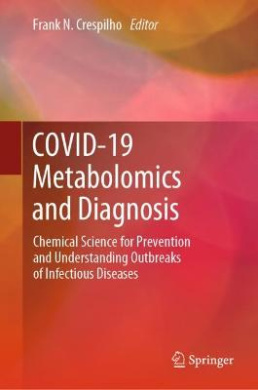 Frank N. Crespilho Editor
COVID-19
Metabolomics
and Diagnosis
Chemical Science for Prevention
and Understanding Outbreaks
of Infectious Diseases
Springer